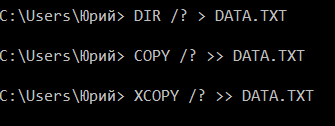 C:\Users\Юрий> DIR /? > DATA.TXT
C:\Users\Юрий> COPY /? >> DATA.TXT
C:\Users\Юрий> XCOPY /? >> DATA.TXT